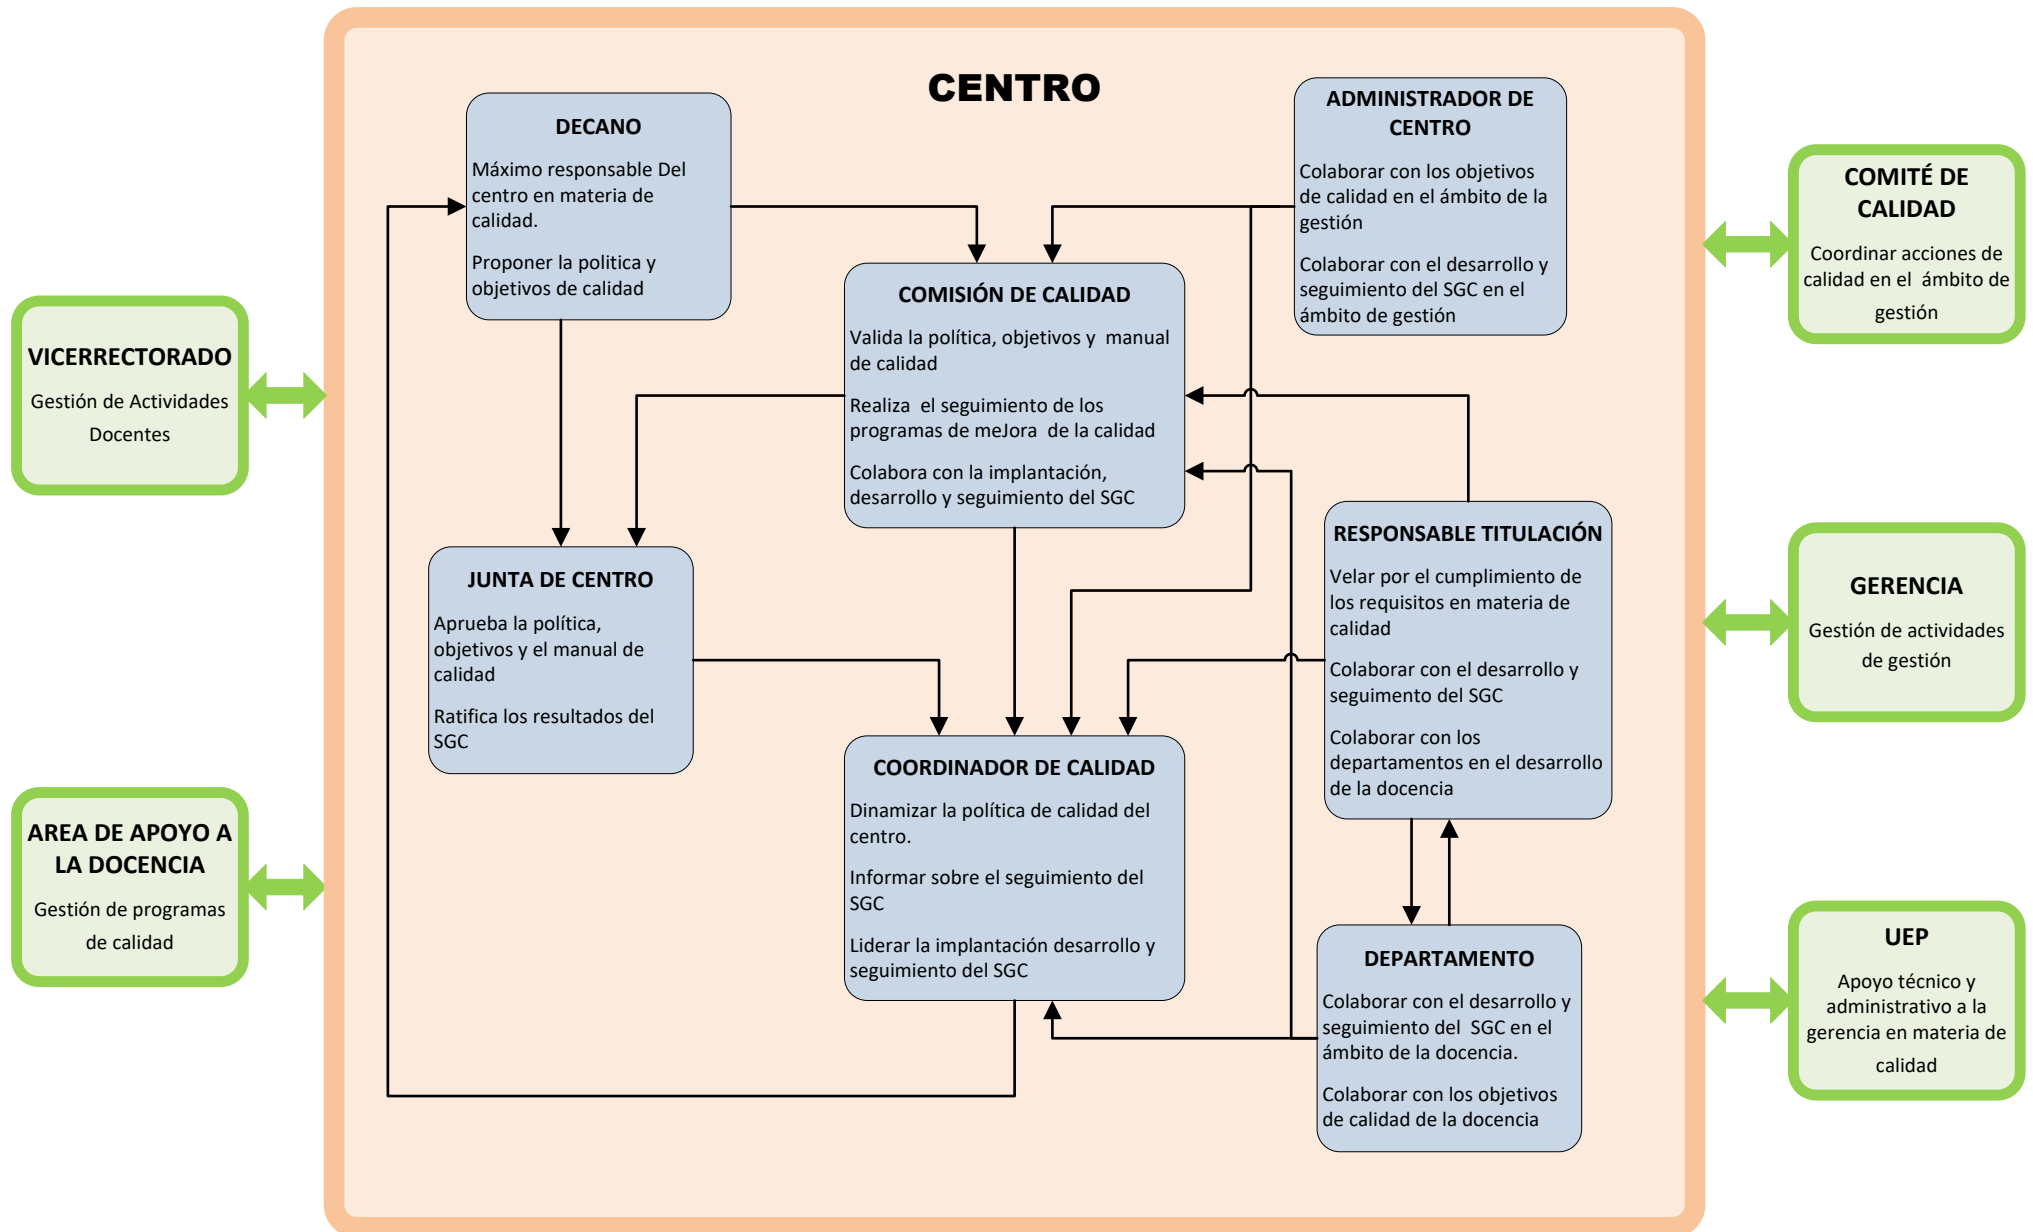 CENTRO
DECANO
Máximo responsable Del
centro en materia de
calidad.
Proponer la politica y
objetivos de calidad
ADMINISTRADOR DE
CENTRO
Colaborar con los objetivos
de calidad en el ámbito de la
gestión
Colaborar con el desarrollo y
seguimiento del SGC en el
ámbito de gestión
COMISIÓN DE CALIDAD
Valida la política, objetivos y manual
de calidad
Realiza el seguimiento de los
programas de meJora de la calidad
Colabora con la implantación,
desarrollo y seguimiento del SGC
JUNTA DE CENTRO
Aprueba la política,
objetivos y el manual de
calidad
Ratifica los resultados del
SGC
RESPONSABLE TITULACIÓN
Velar por el cumplimiento de
los requisitos en materia de
calidad
Colaborar con el desarrollo y
seguimento del SGC
Colaborar con los
departamentos en el desarrollo
de la docencia
COORDINADOR DE CALIDAD
Dinamizar la política de calidad del
centro.
Informar sobre el seguimiento del
SGC
Liderar la implantación desarrollo y
seguimiento del SGC
DEPARTAMENTO
Colaborar con el desarrollo y
seguimiento del SGC en el
ámbito de la docencia.
Colaborar con los objetivos
de calidad de la docencia
VICERRECTORADO
Gestión de Actividades
Docentes
AREA DE APOYO A
LA DOCENCIA
Gestión de programas
de calidad
COMITÉ DE
CALIDAD
Coordinar acciones de
calidad en el ámbito de
gestión
GERENCIA
Gestión de actividades
de gestión
UEP
Apoyo técnico y
administrativo a la
gerencia en materia de
calidad